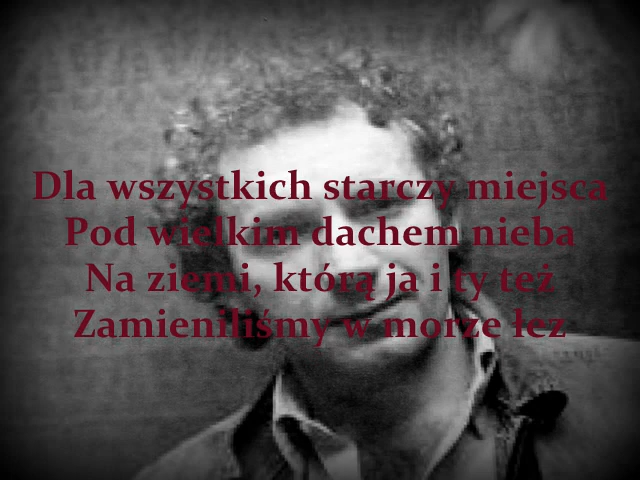 Dla wszystkich starczy miejsca
Pod wielkim dachem nieba
Na ziemi, którą ja i ty też
Zamieniliśmy w morze łez